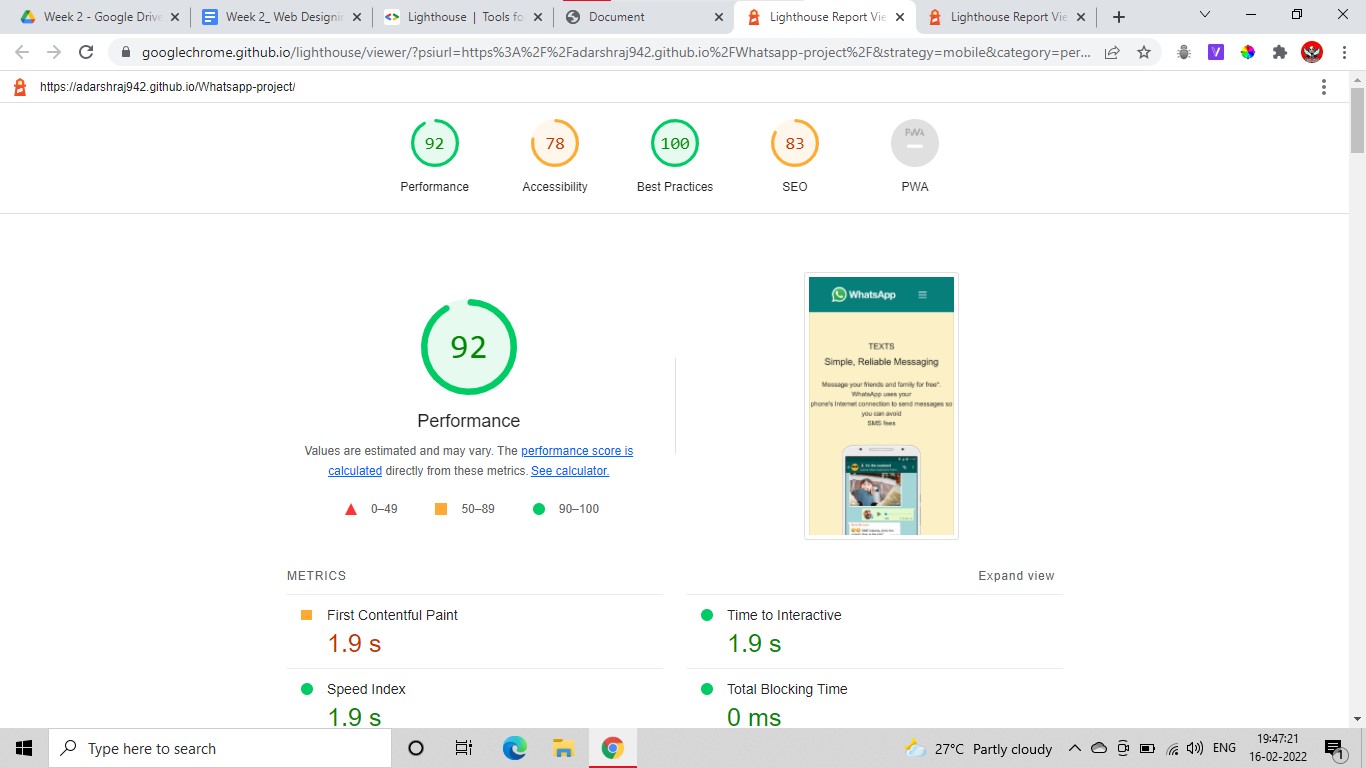 Week 2 - Google Drive
Week 2_ Web Designin
Lighthouse | Tools fo
Document
Lighthouse Report Vie
Lighthouse Report Vie
googlechrome.github.io/lighthouse/viewer/?psiurl=https%3A%2F%2Fadarshraj942.github.io%2FWhatsapp-project%2F&strategy=mobile&category=per...
https://adarshraj942.github.io/Whatsapp-project/
92 78 100 83 PWA
Performance Accessibility Best Practices SEO PWA
WhatsApp
TEXTS
Simple, Reliable Messaging
Message your friends and family for free*.
WhatsApp uses your
phone's Internet connection to send messages so
you can avoid
SMS fees
92
Performance
Values are estimated and may vary. The performance score is
calculated directly from these metrics. See calculator.
0–49 50–89 90–100
METRICS
Expand view
First Contentful Paint
1.9 s
Time to Interactive
1.9 s
Speed Index
1.9 s
Total Blocking Time
0 ms
Type here to search
27°C Partly cloudy
ENG
19:47:21
16-02-2022
1